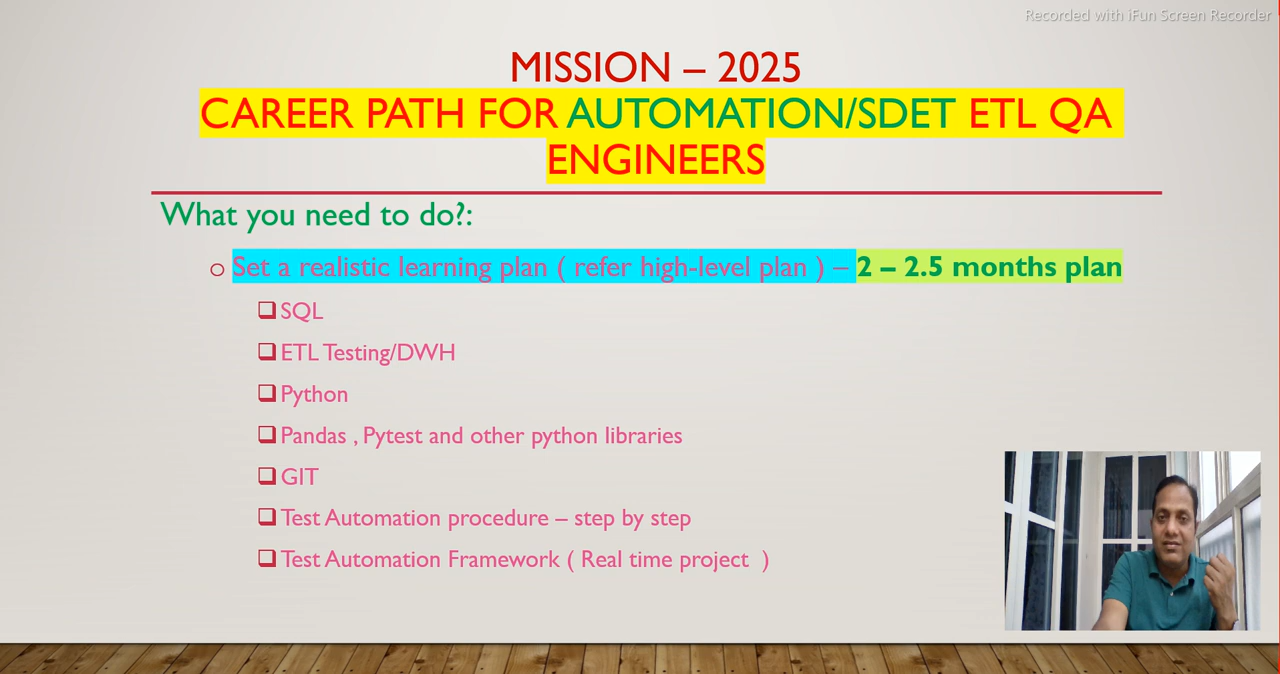 Recorded with iFun Screen Recorder
MISSION – 2025
CAREER PATH FOR AUTOMATION/SDET ETL QA
ENGINEERS
What you need to do?:
o Set a realistic learning plan ( refer high-level plan ) – 2 – 2.5 months plan
❑ SQL
❑ ETL Testing/DWH
❑ Python
❑ Pandas , Pytest and other python libraries
❑ GIT
❑ Test Automation procedure – step by step
❑ Test Automation Framework ( Real time project  )